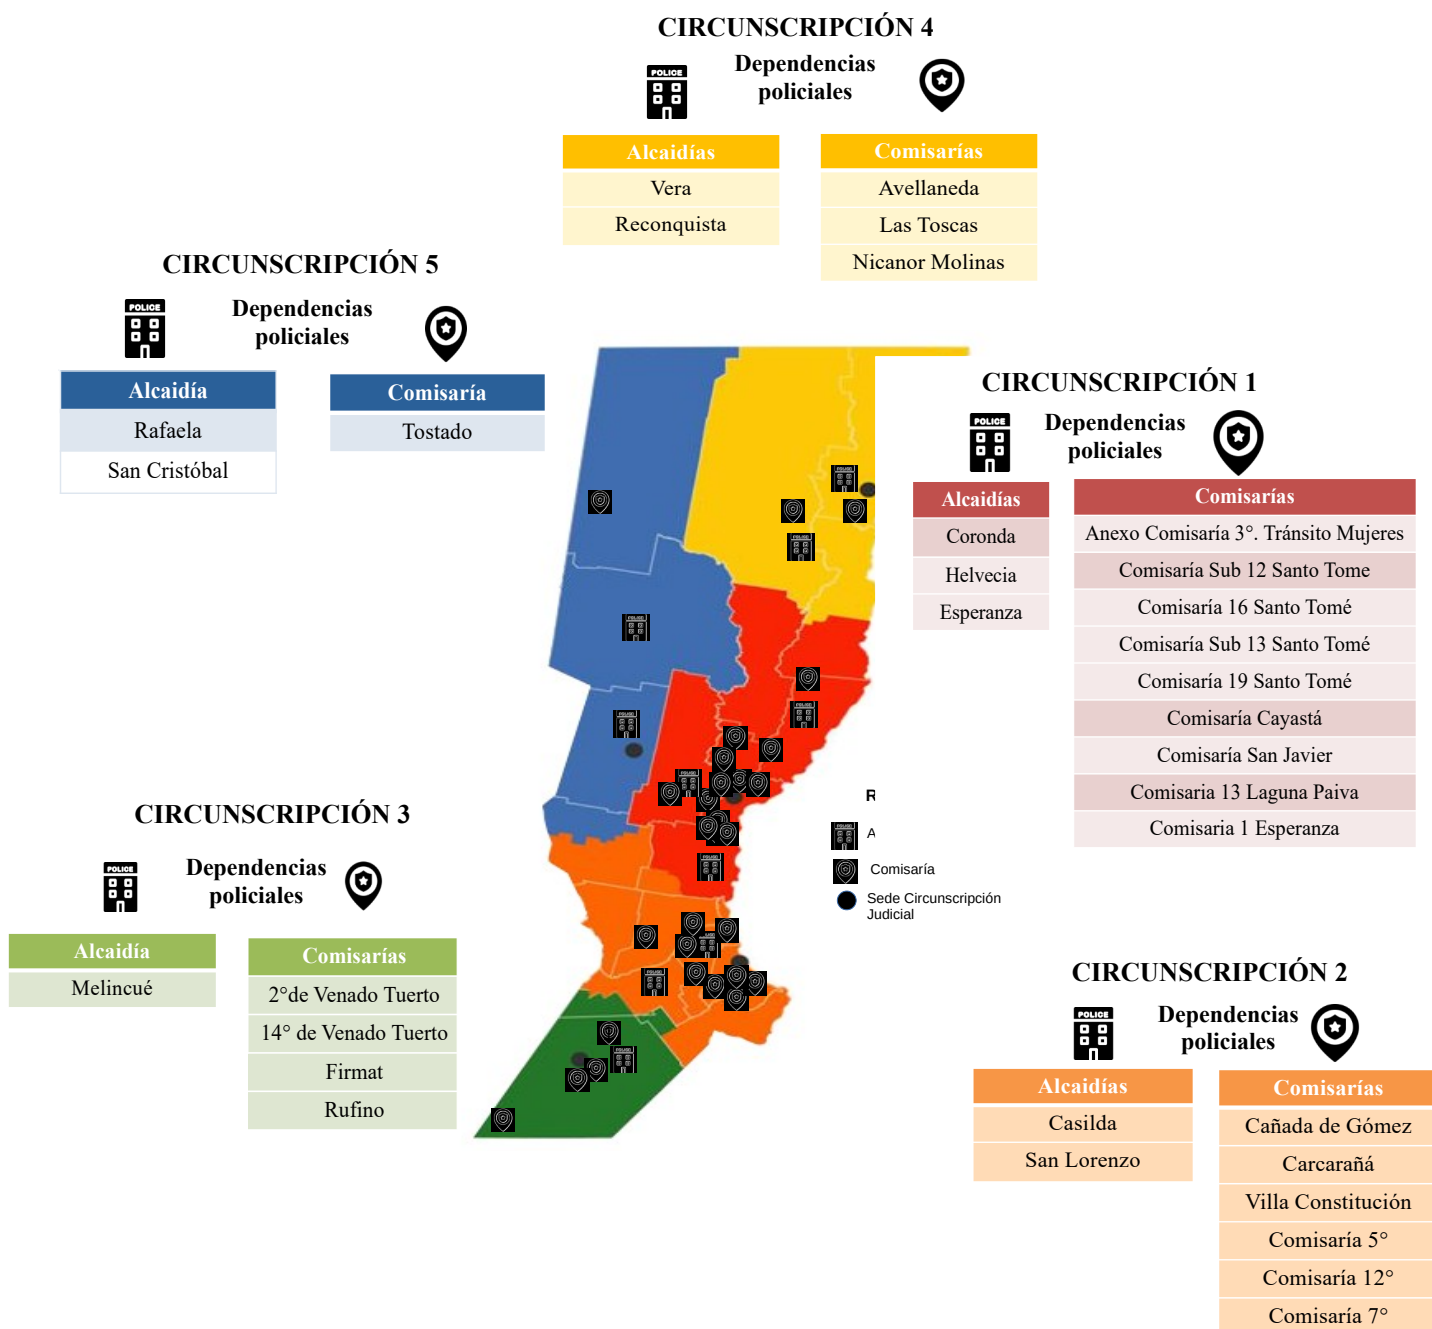 CIRCUNSCRIPCIÓN 4
POLICE
Dependencias
policiales
Alcaidías
Vera
Reconquista
Comisarías
Avellaneda
Las Toscas
Nicanor Molinas
CIRCUNSCRIPCIÓN 5
POLICE
Dependencias
policiales
Alcaidía
Rafaela
San Cristóbal
Comisaría
Tostado
CIRCUNSCRIPCIÓN 1
POLICE
Dependencias
policiales
Alcaidías
Coronda
Helvecia
Esperanza
Comisarías
Anexo Comisaría 3°. Tránsito Mujeres
Comisaría Sub 12 Santo Tome
Comisaría 16 Santo Tomé
Comisaría Sub 13 Santo Tomé
Comisaría 19 Santo Tomé
Comisaría Cayastá
Comisaría San Javier
Comisaria 13 Laguna Paiva
Comisaria 1 Esperanza
R
A
Comisaría
Sede Circunscripción
Judicial
CIRCUNSCRIPCIÓN 3
POLICE
Dependencias
policiales
Alcaidía
Melincué
Comisarías
2°de Venado Tuerto
14° de Venado Tuerto
Firmat
Rufino
CIRCUNSCRIPCIÓN 2
POLICE
Dependencias
policiales
Alcaidías
Casilda
San Lorenzo
Comisarías
Cañada de Gómez
Carcarañá
Villa Constitución
Comisaría 5°
Comisaría 12°
Comisaría 7°